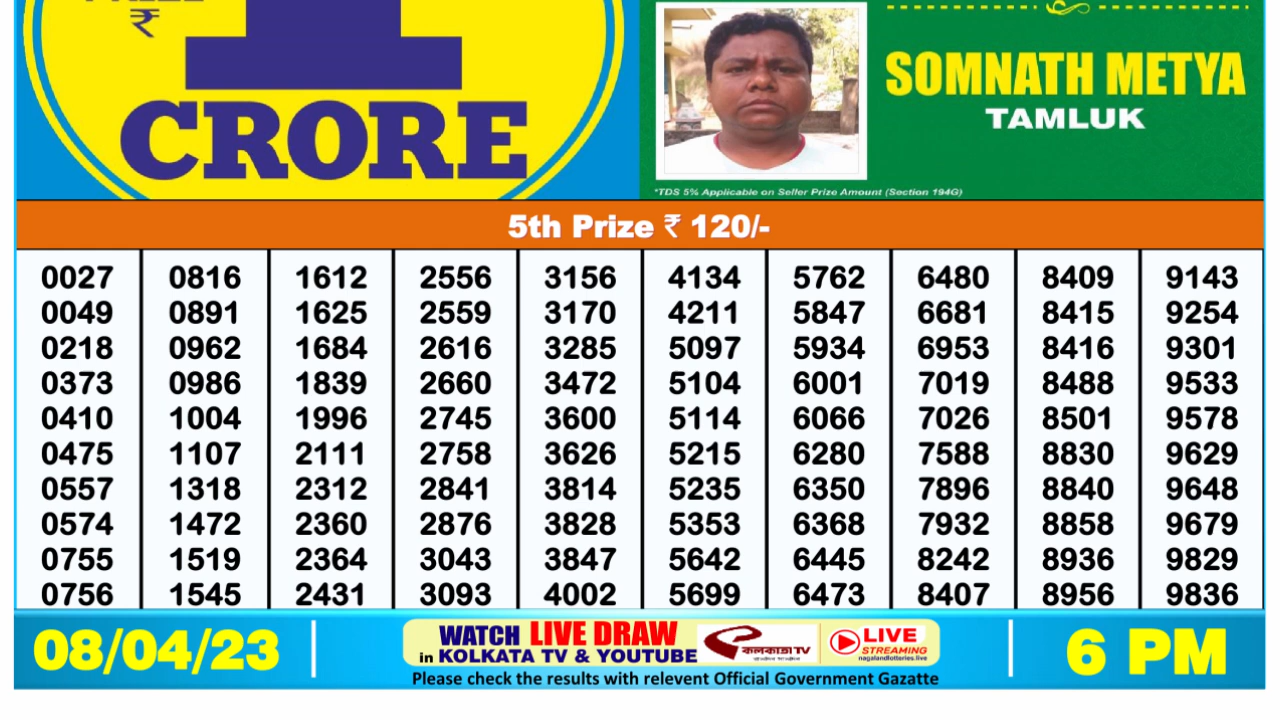 ₹
1
CRORE
SOMNATH METYA
TAMLUK
*TDS 5% Applicable on Seller Prize Amount (Section 194G)
5th Prize ₹ 120/-
0027 0816 1612 2556 3156 4134 5762 6480 8409 9143
0049 0891 1625 2559 3170 4211 5847 6681 8415 9254
0218 0962 1684 2616 3285 5097 5934 6953 8416 9301
0373 0986 1839 2660 3472 5104 6001 7019 8488 9533
0410 1004 1996 2745 3600 5114 6066 7026 8501 9578
0475 1107 2111 2758 3626 5215 6280 7588 8830 9629
0557 1318 2312 2841 3814 5235 6350 7896 8840 9648
0574 1472 2360 2876 3828 5353 6368 7932 8858 9679
0755 1519 2364 3043 3847 5642 6445 8242 8936 9829
0756 1545 2431 3093 4002 5699 6473 8407 8956 9836
08/04/23
WATCH LIVE DRAW
in KOLKATA TV & YOUTUBE
কলকাতা TV
LIVE
STREAMING
nagalandlotteries.live
6 PM
Please check the results with relevent Official Government Gazatte